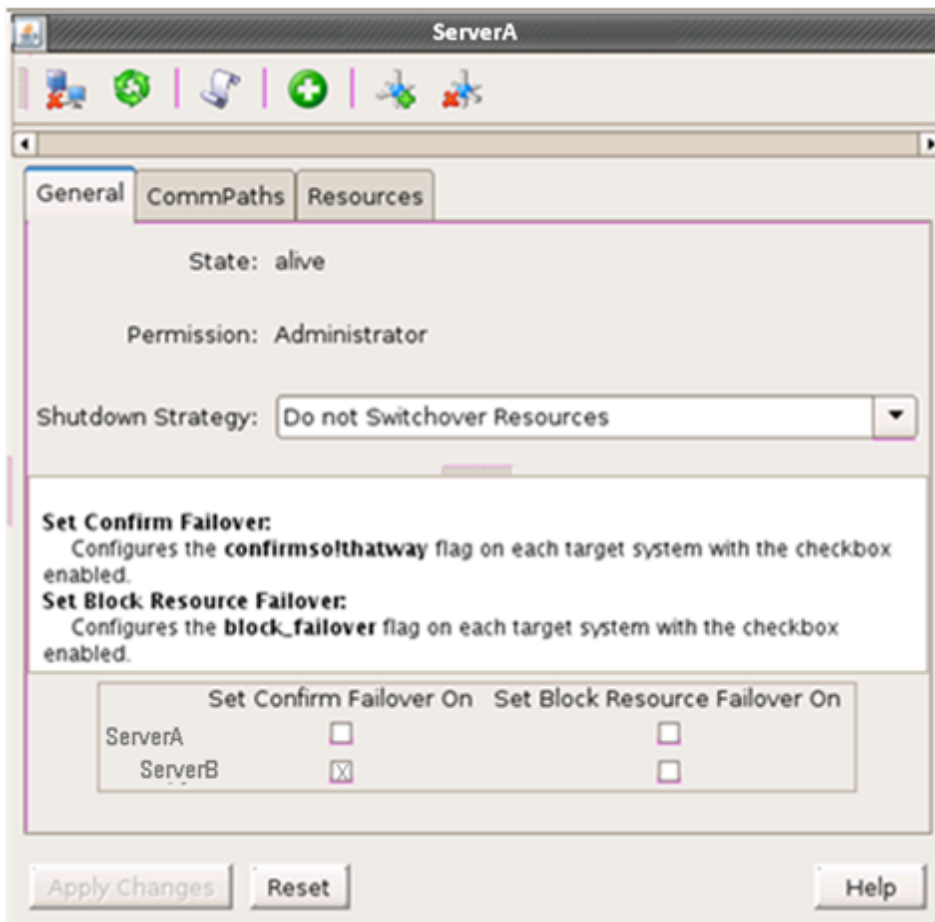 ServerA
General CommPaths Resources
State: alive
Permission: Administrator
Shutdown Strategy: Do not Switchover Resources
Set Confirm Failover:
Configures the confirmso!thatway flag on each target system with the checkbox
enabled.
Set Block Resource Failover:
Configures the block_failover flag on each target system with the checkbox
enabled.
Set Confirm Failover On Set Block Resource Failover On
ServerA
ServerB X
Apply Changes Reset Help